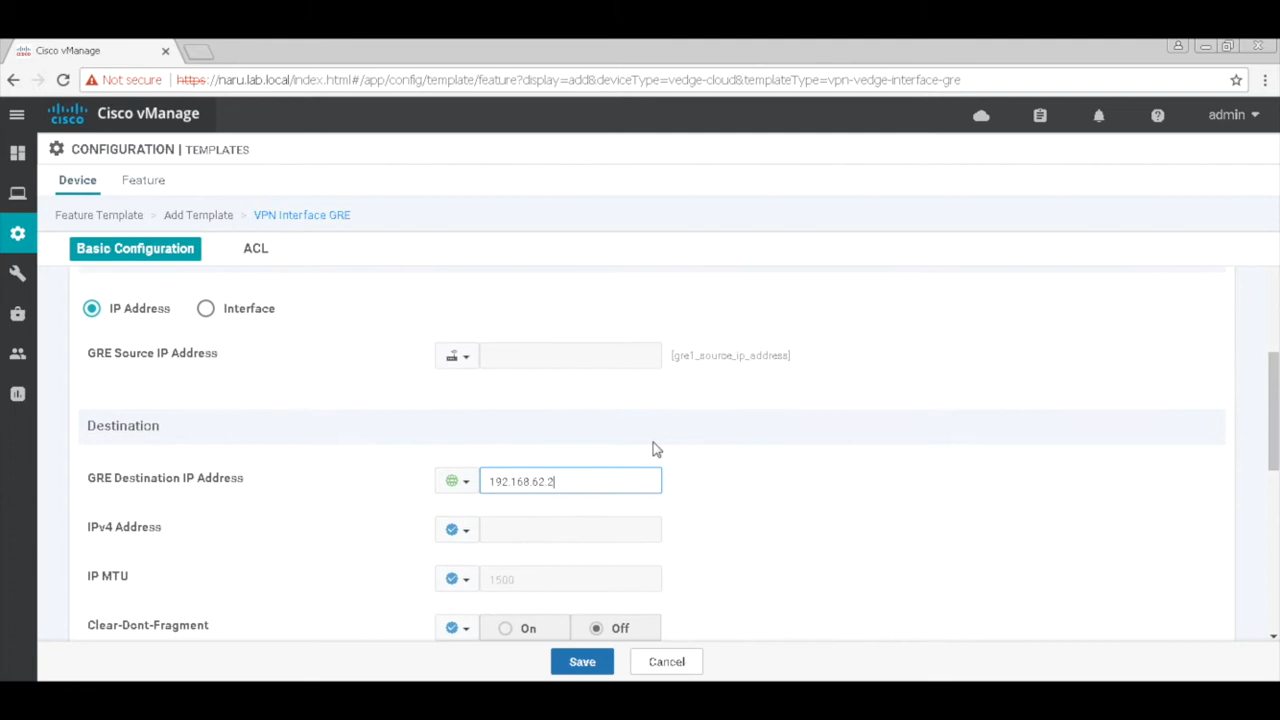 Cisco vManage
Not secure https://naru.lab.local/index.html#/app/config/template/feature?display=add&deviceType=vedge-cloud&templateType=vpn-vedge-interface-gre
cisco Cisco vManage admin
CONFIGURATION | TEMPLATES
Device Feature
Feature Template > Add Template > VPN Interface GRE
Basic Configuration ACL
IP Address Interface
GRE Source IP Address [gre1_source_ip_address]
Destination
GRE Destination IP Address 192.168.62.2
IPv4 Address
IP MTU 1500
Clear-Dont-Fragment On Off
Save Cancel